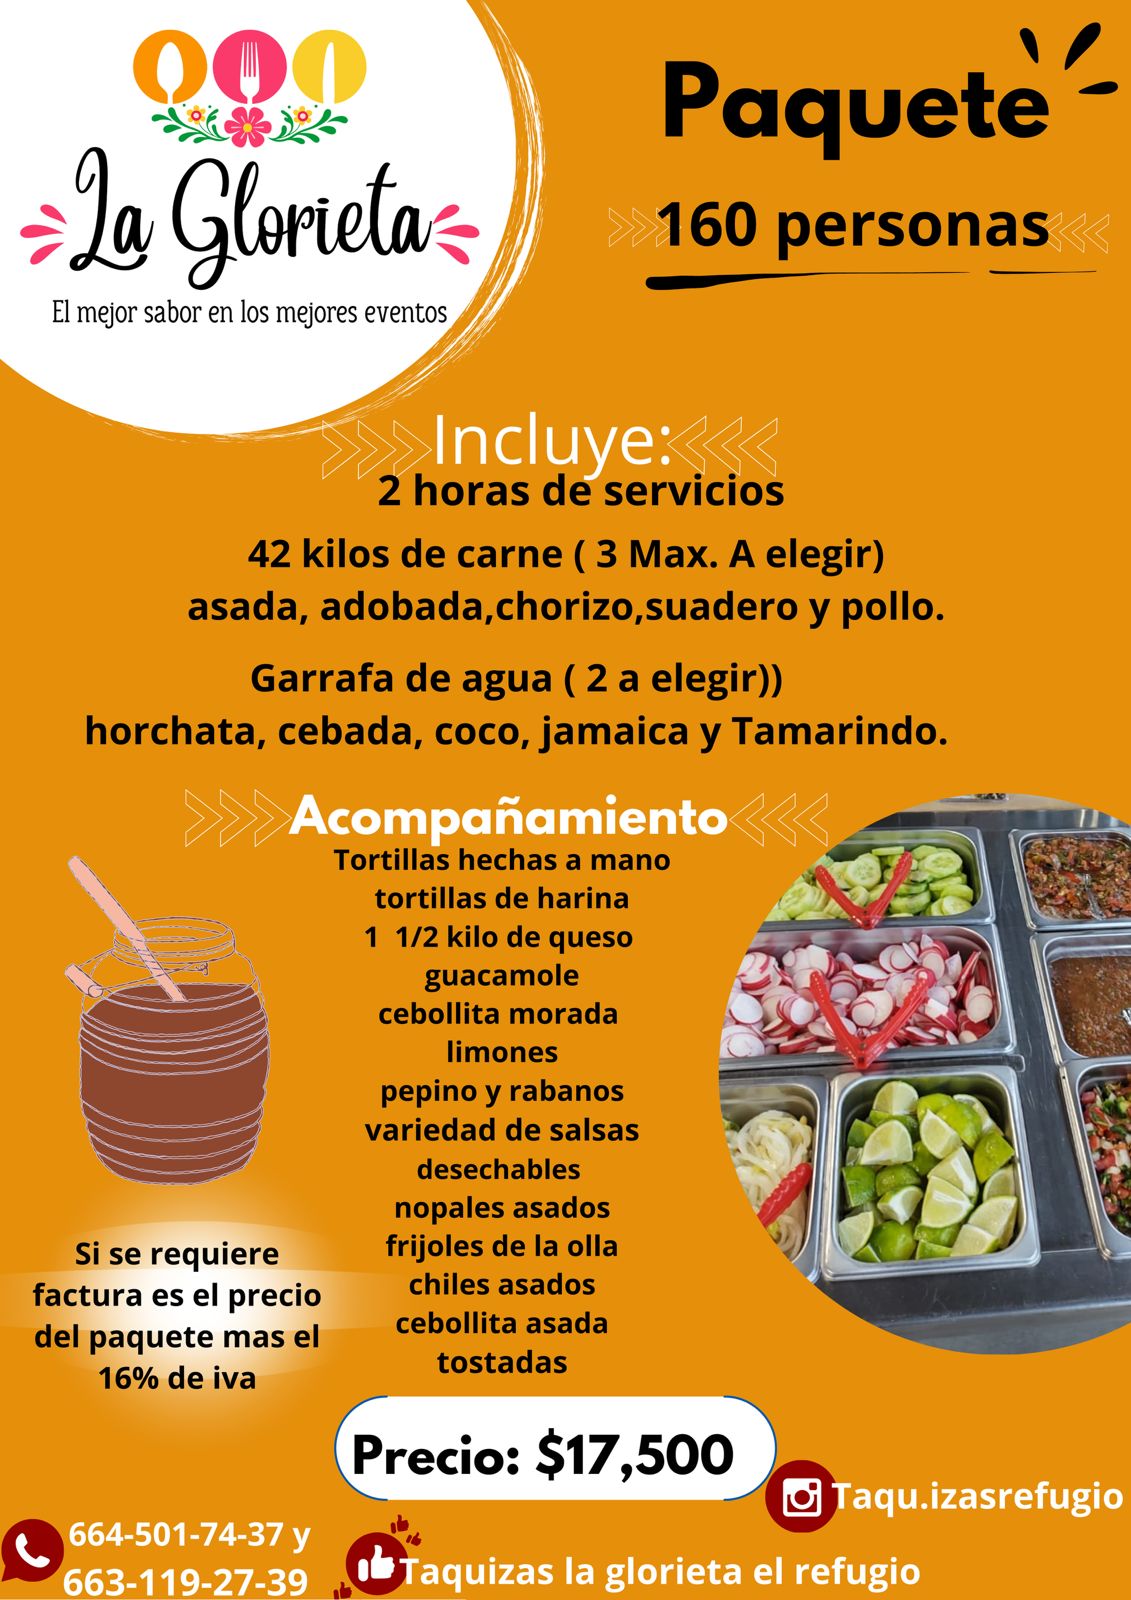 La Glorieta
El mejor sabor en los mejores eventos
Paquete
160 personas
Incluye:
2 horas de servicios
42 kilos de carne ( 3 Max. A elegir)
asada, adobada,chorizo,suadero y pollo.
Garrafa de agua ( 2 a elegir))
horchata, cebada, coco, jamaica y Tamarindo.
Acompañamiento
Tortillas hechas a mano
tortillas de harina
1 1/2 kilo de queso
guacamole
cebollita morada
limones
pepino y rabanos
variedad de salsas
desechables
nopales asados
frijoles de la olla
chiles asados
cebollita asada
tostadas
Si se requiere
factura es el precio
del paquete mas el
16% de iva
Precio: $17,500
Taqu.izasrefugio
664-501-74-37 y
663-119-27-39
Taquizas la glorieta el refugio